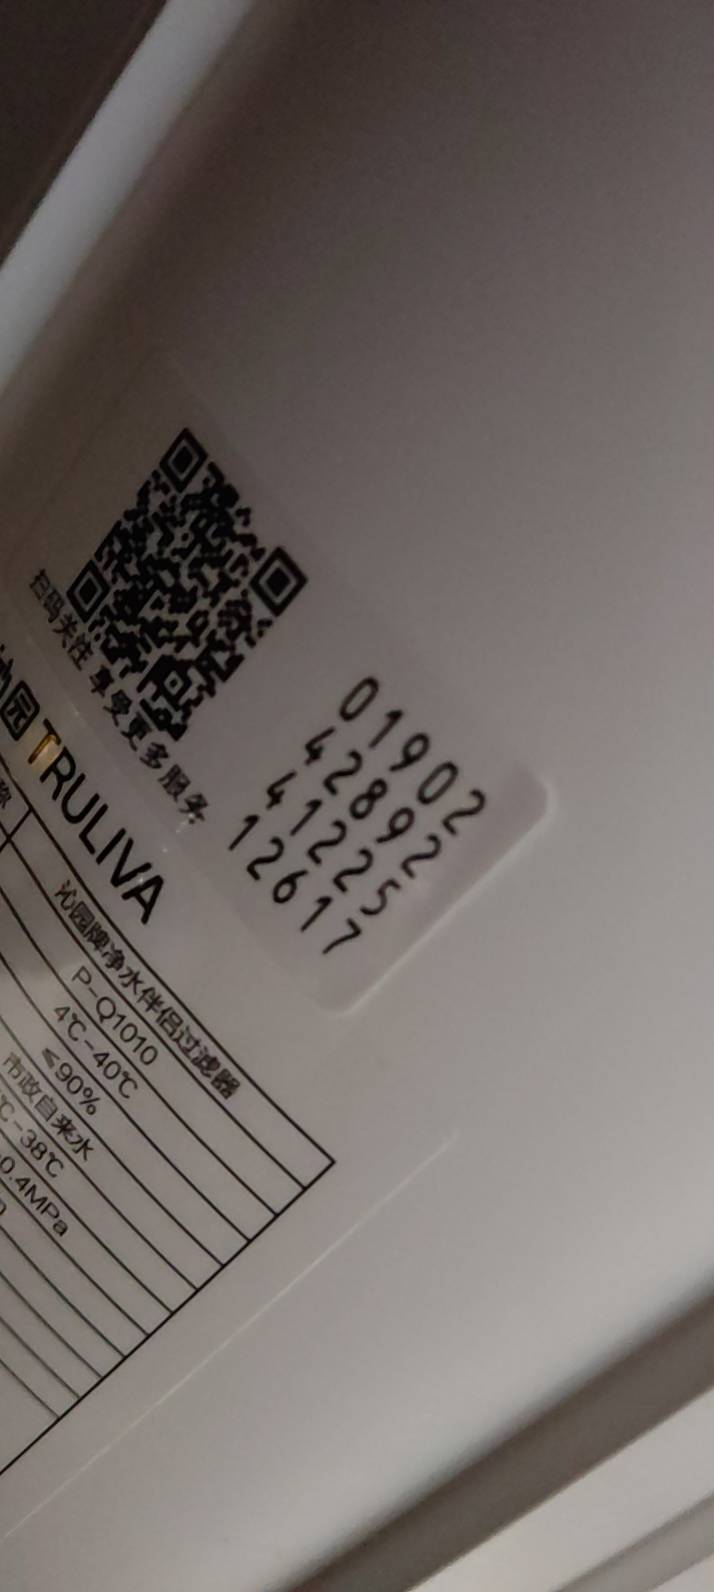 扫码关注 享受更多服务
01902
42892
41225
12617
园 TRULIVA
称
沁园牌净水伴侣过滤器
P-Q1010
4℃-40℃
≤90%
市政自来水
℃-38℃
0.4MPa